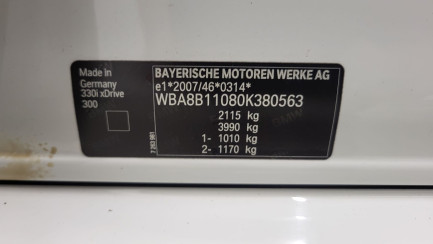 Made in
Germany
330i xDrive
300
BAYERISCHE MOTOREN WERKE AG
e1*2007/46*0314*
WBA8B11080K380563
2115 kg
3990 kg
1- 1010 kg
2- 1170 kg